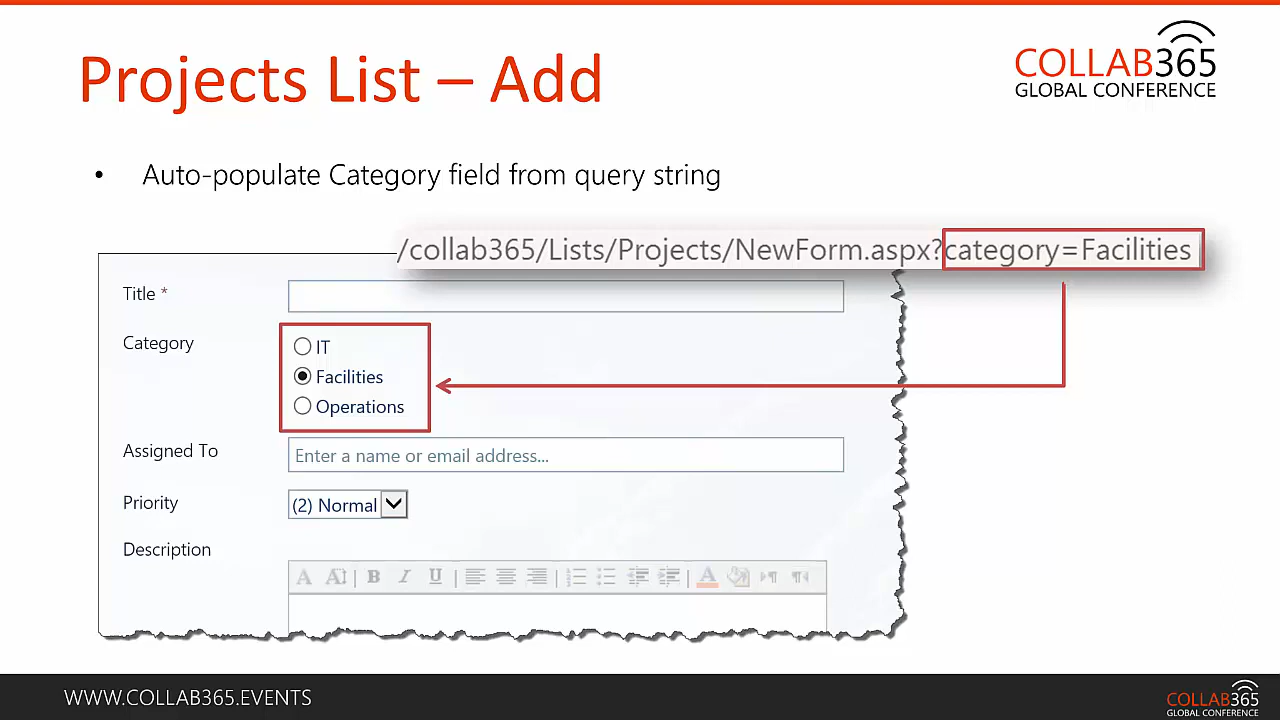 Projects List – Add
COLLAB365
GLOBAL CONFERENCE
• Auto-populate Category field from query string
/collab365/Lists/Projects/NewForm.aspx?category=Facilities
Title *
Category
IT
Facilities
Operations
Assigned To
Enter a name or email address...
Priority
(2) Normal
Description
A A B I U A
WWW.COLLAB365.EVENTS
COLLAB365
GLOBAL CONFERENCE